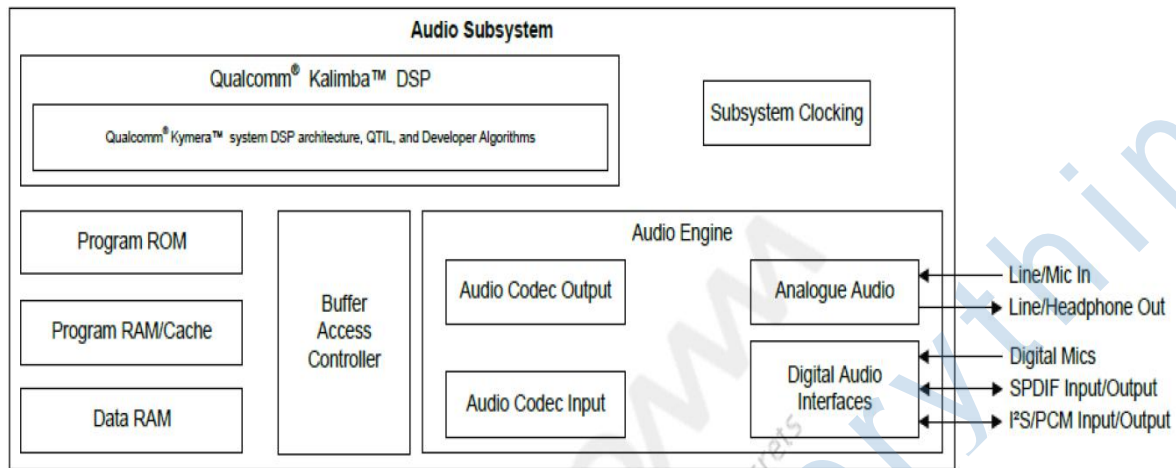 Audio Subsystem
Qualcomm® Kalimba™ DSP
Qualcomm® Kymera™ system DSP architecture, QTIL, and Developer Algorithms
Subsystem Clocking
Program ROM
Program RAM/Cache
Data RAM
Buffer
Access
Controller
Audio Engine
Audio Codec Output
Analogue Audio
Audio Codec Input
Digital Audio
Interfaces
Line/Mic In
Line/Headphone Out
Digital Mics
SPDIF Input/Output
I²S/PCM Input/Output